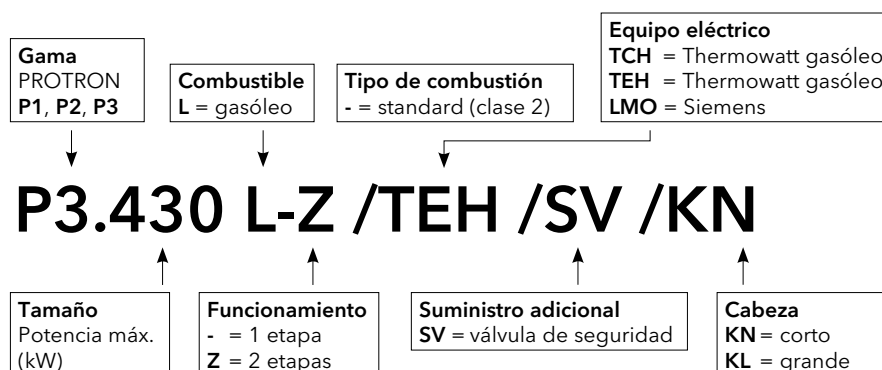 Gama
PROTRON
P1, P2, P3
Combustible
L = gasóleo
Tipo de combustión
- = standard (clase 2)
Equipo eléctrico
TCH = Thermowatt gasóleo
TEH = Thermowatt gasóleo
LMO = Siemens
P3.430 L-Z /TEH /SV /KN
Tamaño
Potencia máx.
(kW)
Funcionamiento
- = 1 etapa
Z = 2 etapas
Suministro adicional
SV = válvula de seguridad
Cabeza
KN = corto
KL = grande